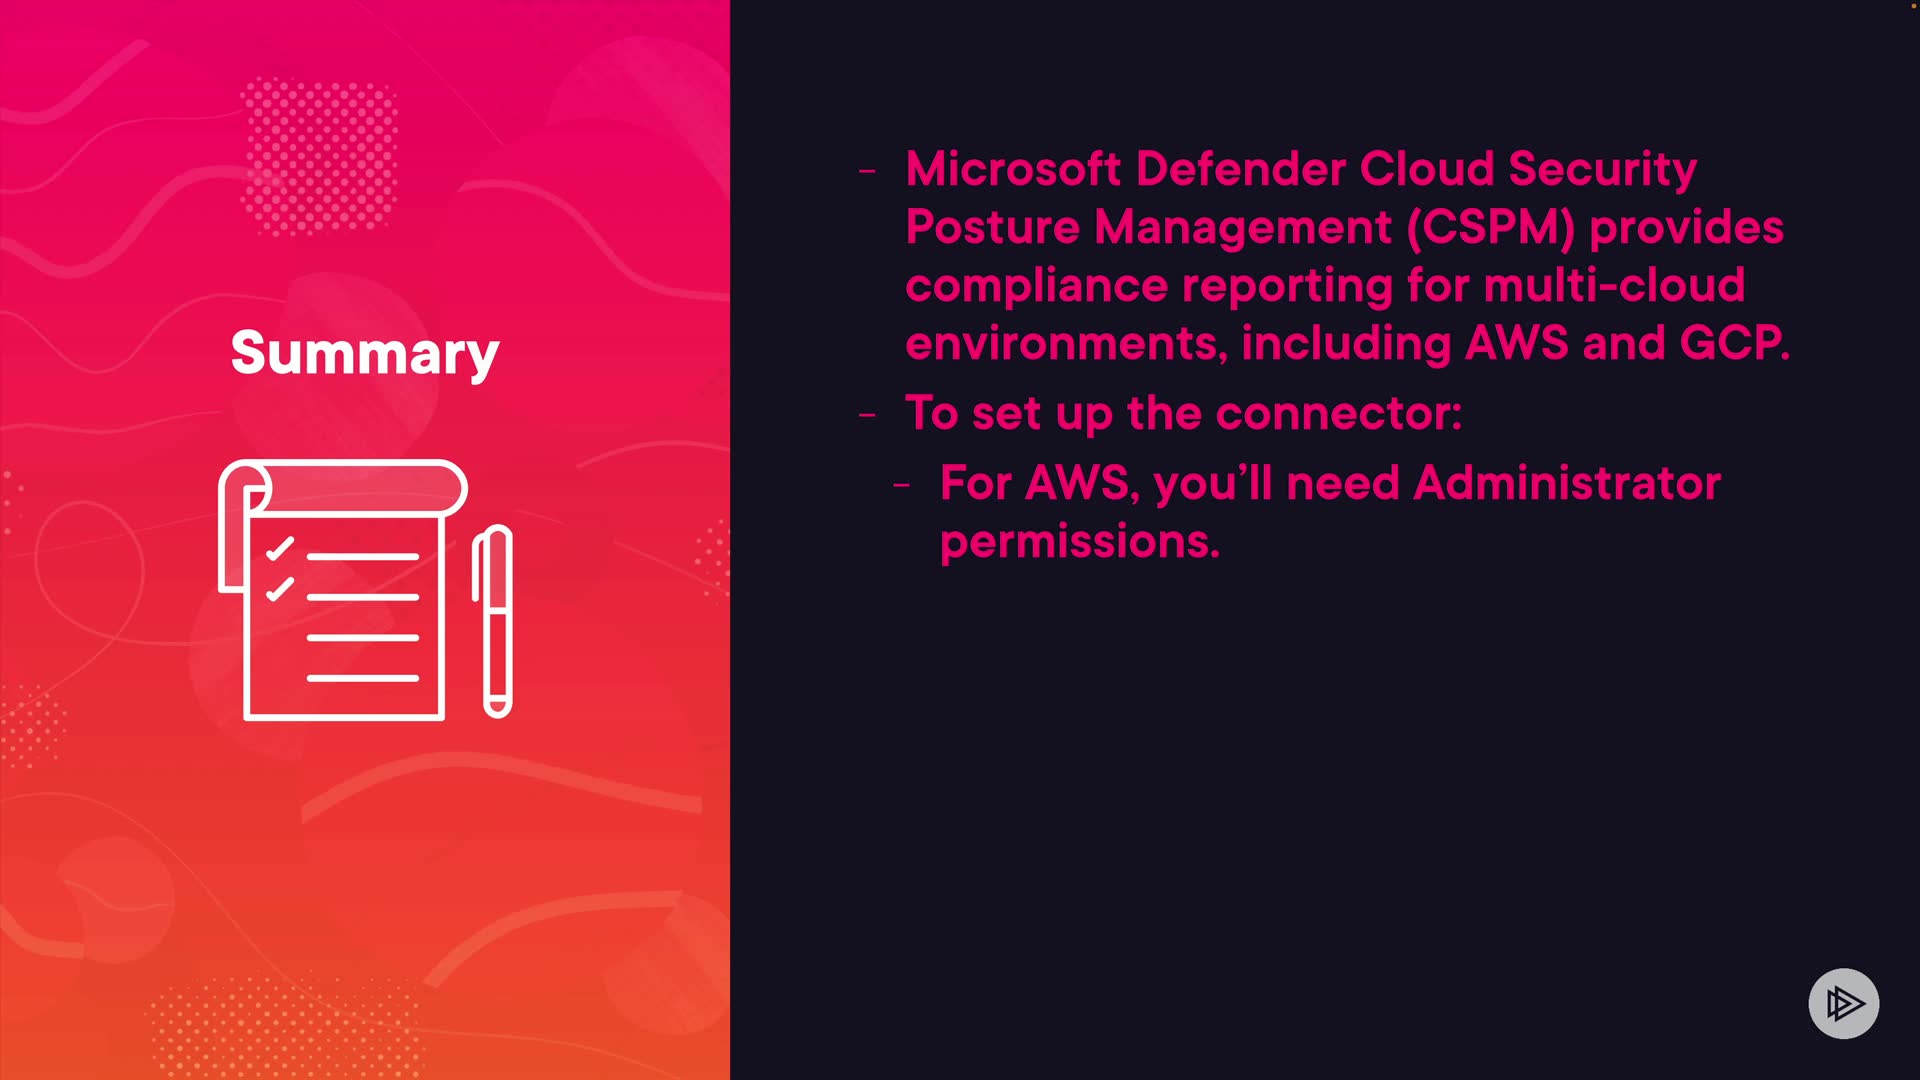 Summary
- Microsoft Defender Cloud Security
Posture Management (CSPM) provides
compliance reporting for multi-cloud
environments, including AWS and GCP.
- To set up the connector:
- For AWS, you’ll need Administrator
permissions.